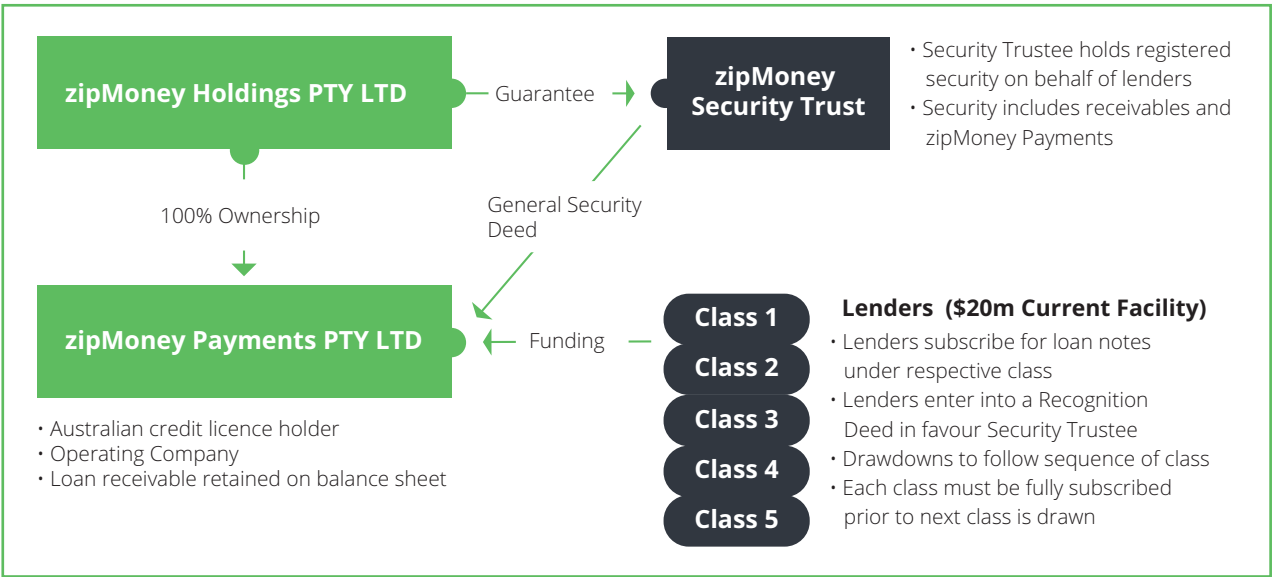 zipMoney Holdings PTY LTD
Guarantee
zipMoney
Security Trust
• Security Trustee holds registered
security on behalf of lenders
• Security includes receivables and
zipMoney Payments
100% Ownership
General Security
Deed
zipMoney Payments PTY LTD
• Australian credit licence holder
• Operating Company
• Loan receivable retained on balance sheet
Funding
Class 1
Class 2
Class 3
Class 4
Class 5
Lenders ($20m Current Facility)
• Lenders subscribe for loan notes
under respective class
• Lenders enter into a Recognition
Deed in favour Security Trustee
• Drawdowns to follow sequence of class
• Each class must be fully subscribed
prior to next class is drawn